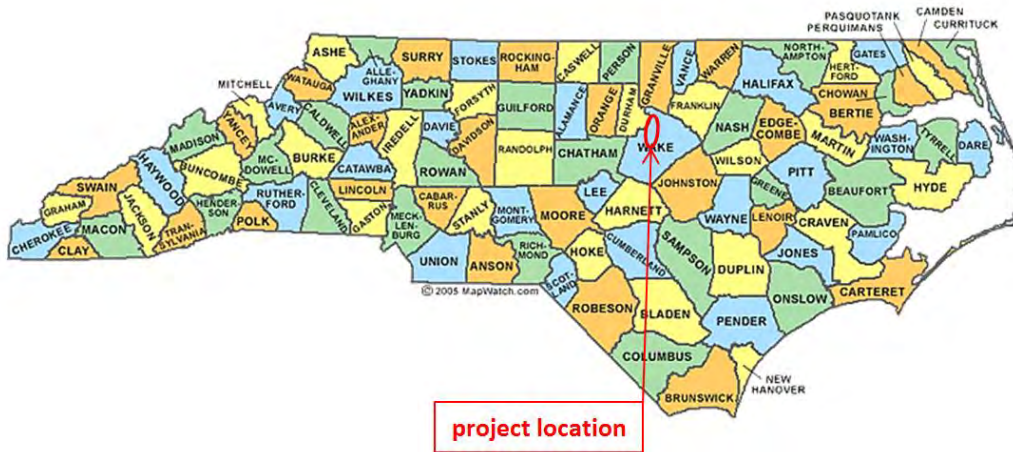 CAMDEN
PASQUOTANK
CURRITUCK
PERQUIMANS
ASHE
ALLE-
GHANY
SURRY
STOKES
ROCKING-
HAM
CASWELL
PERSON
GRANVILLE
VANCE
WARREN
NORTH-
AMPTON
HERT-
FORD
GATES
HALIFAX
CHOWAN
BERTIE
MITCHELL
WATAUGA
WILKES
YADKIN
FORSYTH
GUILFORD
ALAMANCE
ORANGE
DURHAM
FRANKLIN
NASH
EDGE-
COMBE
MARTIN
WASH-
INGTON
TYRRELL
DARE
AVERY
YANCEY
CALDWELL
ALEX-
ANDER
IREDELL
DAVIE
DAVIDSON
RANDOLPH
CHATHAM
WAKE
WILSON
PITT
BEAUFORT
HYDE
MADISON
HAYWOOD
BUNCOMBE
MC-
DOWELL
BURKE
CATAWBA
ROWAN
LEE
JOHNSTON
GREENE
SWAIN
GRAHAM
JACKSON
HENDER-
SON
RUTHER-
FORD
CLEVELAND
LINCOLN
GASTON
CABAR-
RUS
STANLY
MONT-
GOMERY
MOORE
HARNETT
WAYNE
LENOIR
CRAVEN
PAMLICO
CHEROKEE
CLAY
MACON
TRAN-
SYLVANIA
POLK
MECK-
LEN-
BURG
UNION
ANSON
RICH-
MOND
HOKE
CUMBERLAND
SAMPSON
DUPLIN
JONES
CARTERET
© 2005 MapWatch.com
SCOT-
LAND
ROBESON
BLADEN
PENDER
ONSLOW
COLUMBUS
NEW
HANOVER
BRUNSWICK
project location